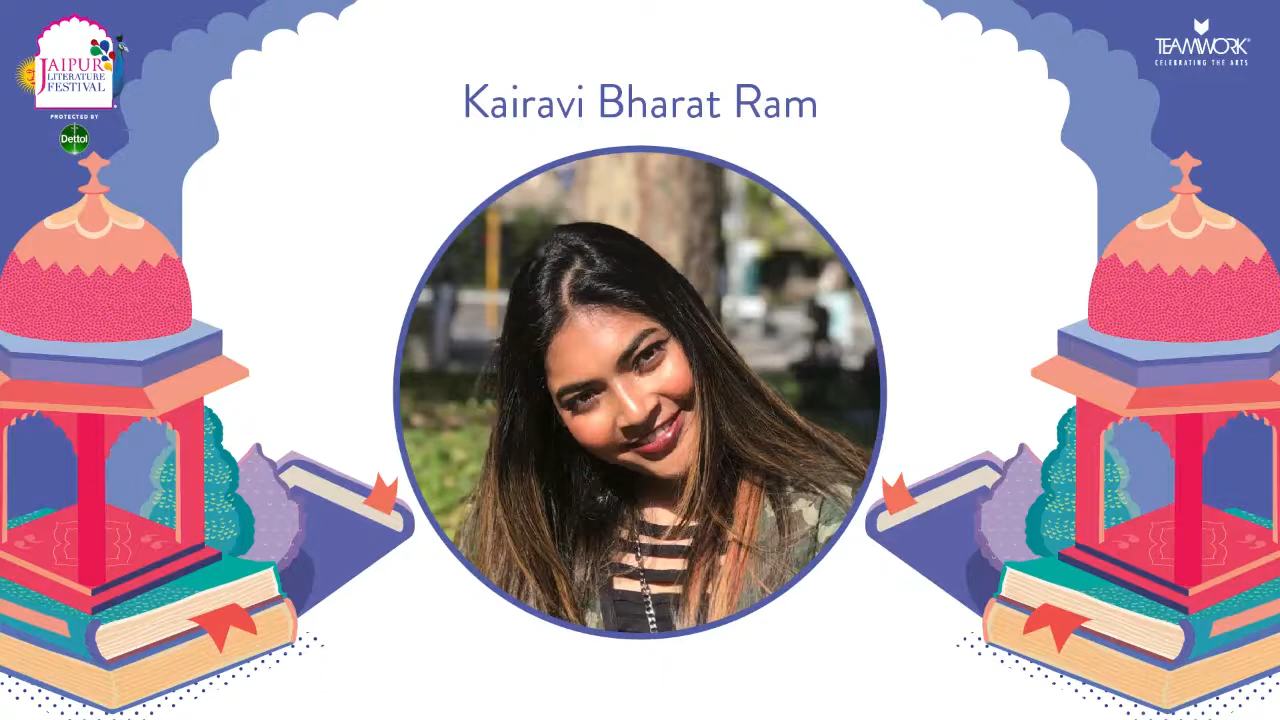 JAIPUR
LITERATURE
FESTIVAL
PROTECTED BY
Dettol
TEAMWORK®
CELEBRATING THE ARTS
Kairavi Bharat Ram